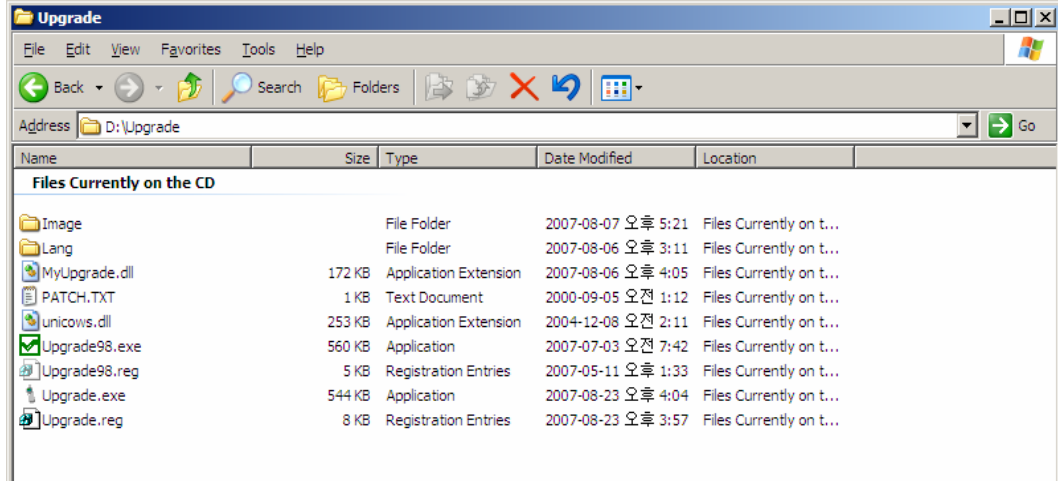 Upgrade
File Edit View Favorites Tools Help
Back Search Folders
Address D:\Upgrade Go
Name Size Type Date Modified Location
Files Currently on the CD
Image File Folder 2007-08-07 오후 5:21 Files Currently on t...
Lang File Folder 2007-08-06 오후 3:11 Files Currently on t...
MyUpgrade.dll 172 KB Application Extension 2007-08-06 오후 4:05 Files Currently on t...
PATCH.TXT 1 KB Text Document 2000-09-05 오전 1:12 Files Currently on t...
unicows.dll 253 KB Application Extension 2004-12-08 오전 2:11 Files Currently on t...
Upgrade98.exe 560 KB Application 2007-07-03 오전 7:42 Files Currently on t...
Upgrade98.reg 5 KB Registration Entries 2007-05-11 오후 1:33 Files Currently on t...
Upgrade.exe 544 KB Application 2007-08-23 오후 4:04 Files Currently on t...
Upgrade.reg 8 KB Registration Entries 2007-08-23 오후 3:57 Files Currently on t...